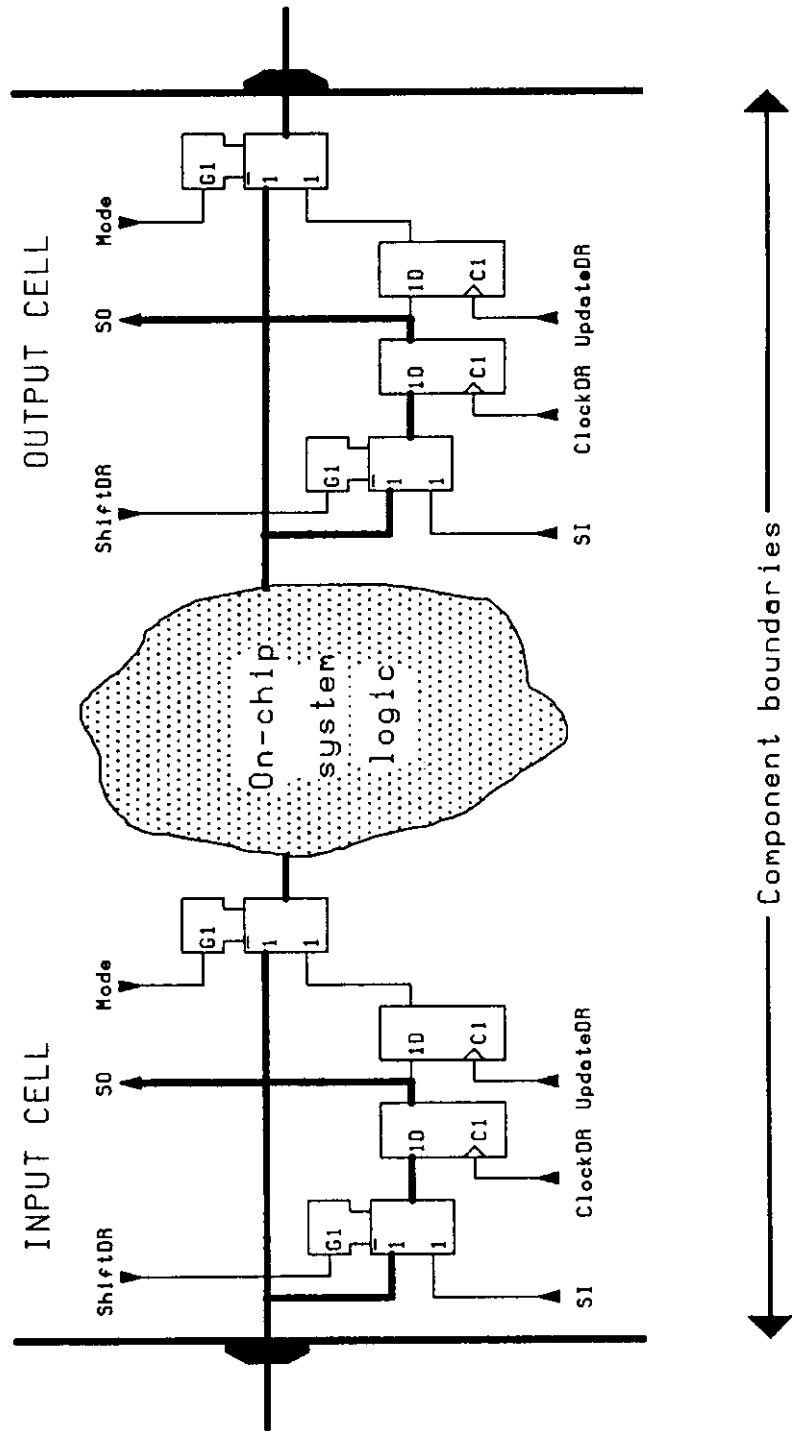 INPUT CELL
OUTPUT CELL
ShiftDR
SO
Mode
ShiftDR
SO
Mode
G1
G1
G1
G1
1
1
1
1
1
1
1
1
On-chip
system
logic
1D
1D
1D
1D
C1
C1
C1
C1
SI
ClockDR
UpdateDR
SI
ClockDR
UpdateDR
Component boundaries